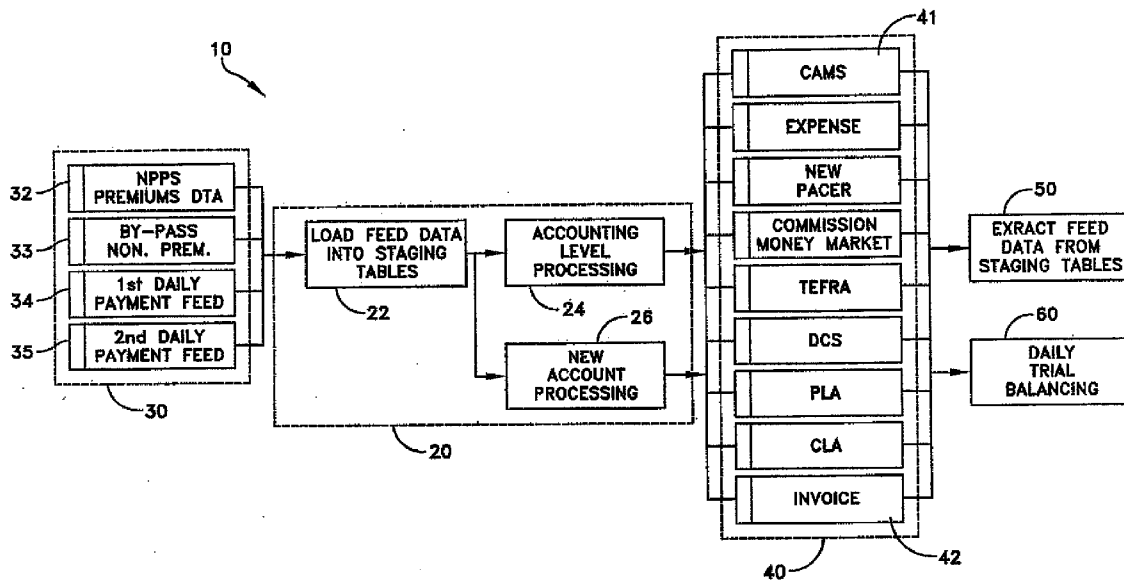 10
32
NPPS
PREMIUMS DTA
33
BY-PASS
NON. PREM.
34
1st DAILY
PAYMENT FEED
35
2nd DAILY
PAYMENT FEED
30
LOAD FEED DATA
INTO STAGING
TABLES
22
ACCOUNTING
LEVEL
PROCESSING
24
26
NEW
ACCOUNT
PROCESSING
20
41
CAMS
EXPENSE
NEW
PACER
COMMISSION
MONEY MARKET
TEFRA
DCS
PLA
CLA
INVOICE
40
42
50
EXRACT FEED
DATA FROM
STAGING TABLES
60
DAILY
TRIAL
BALANCING